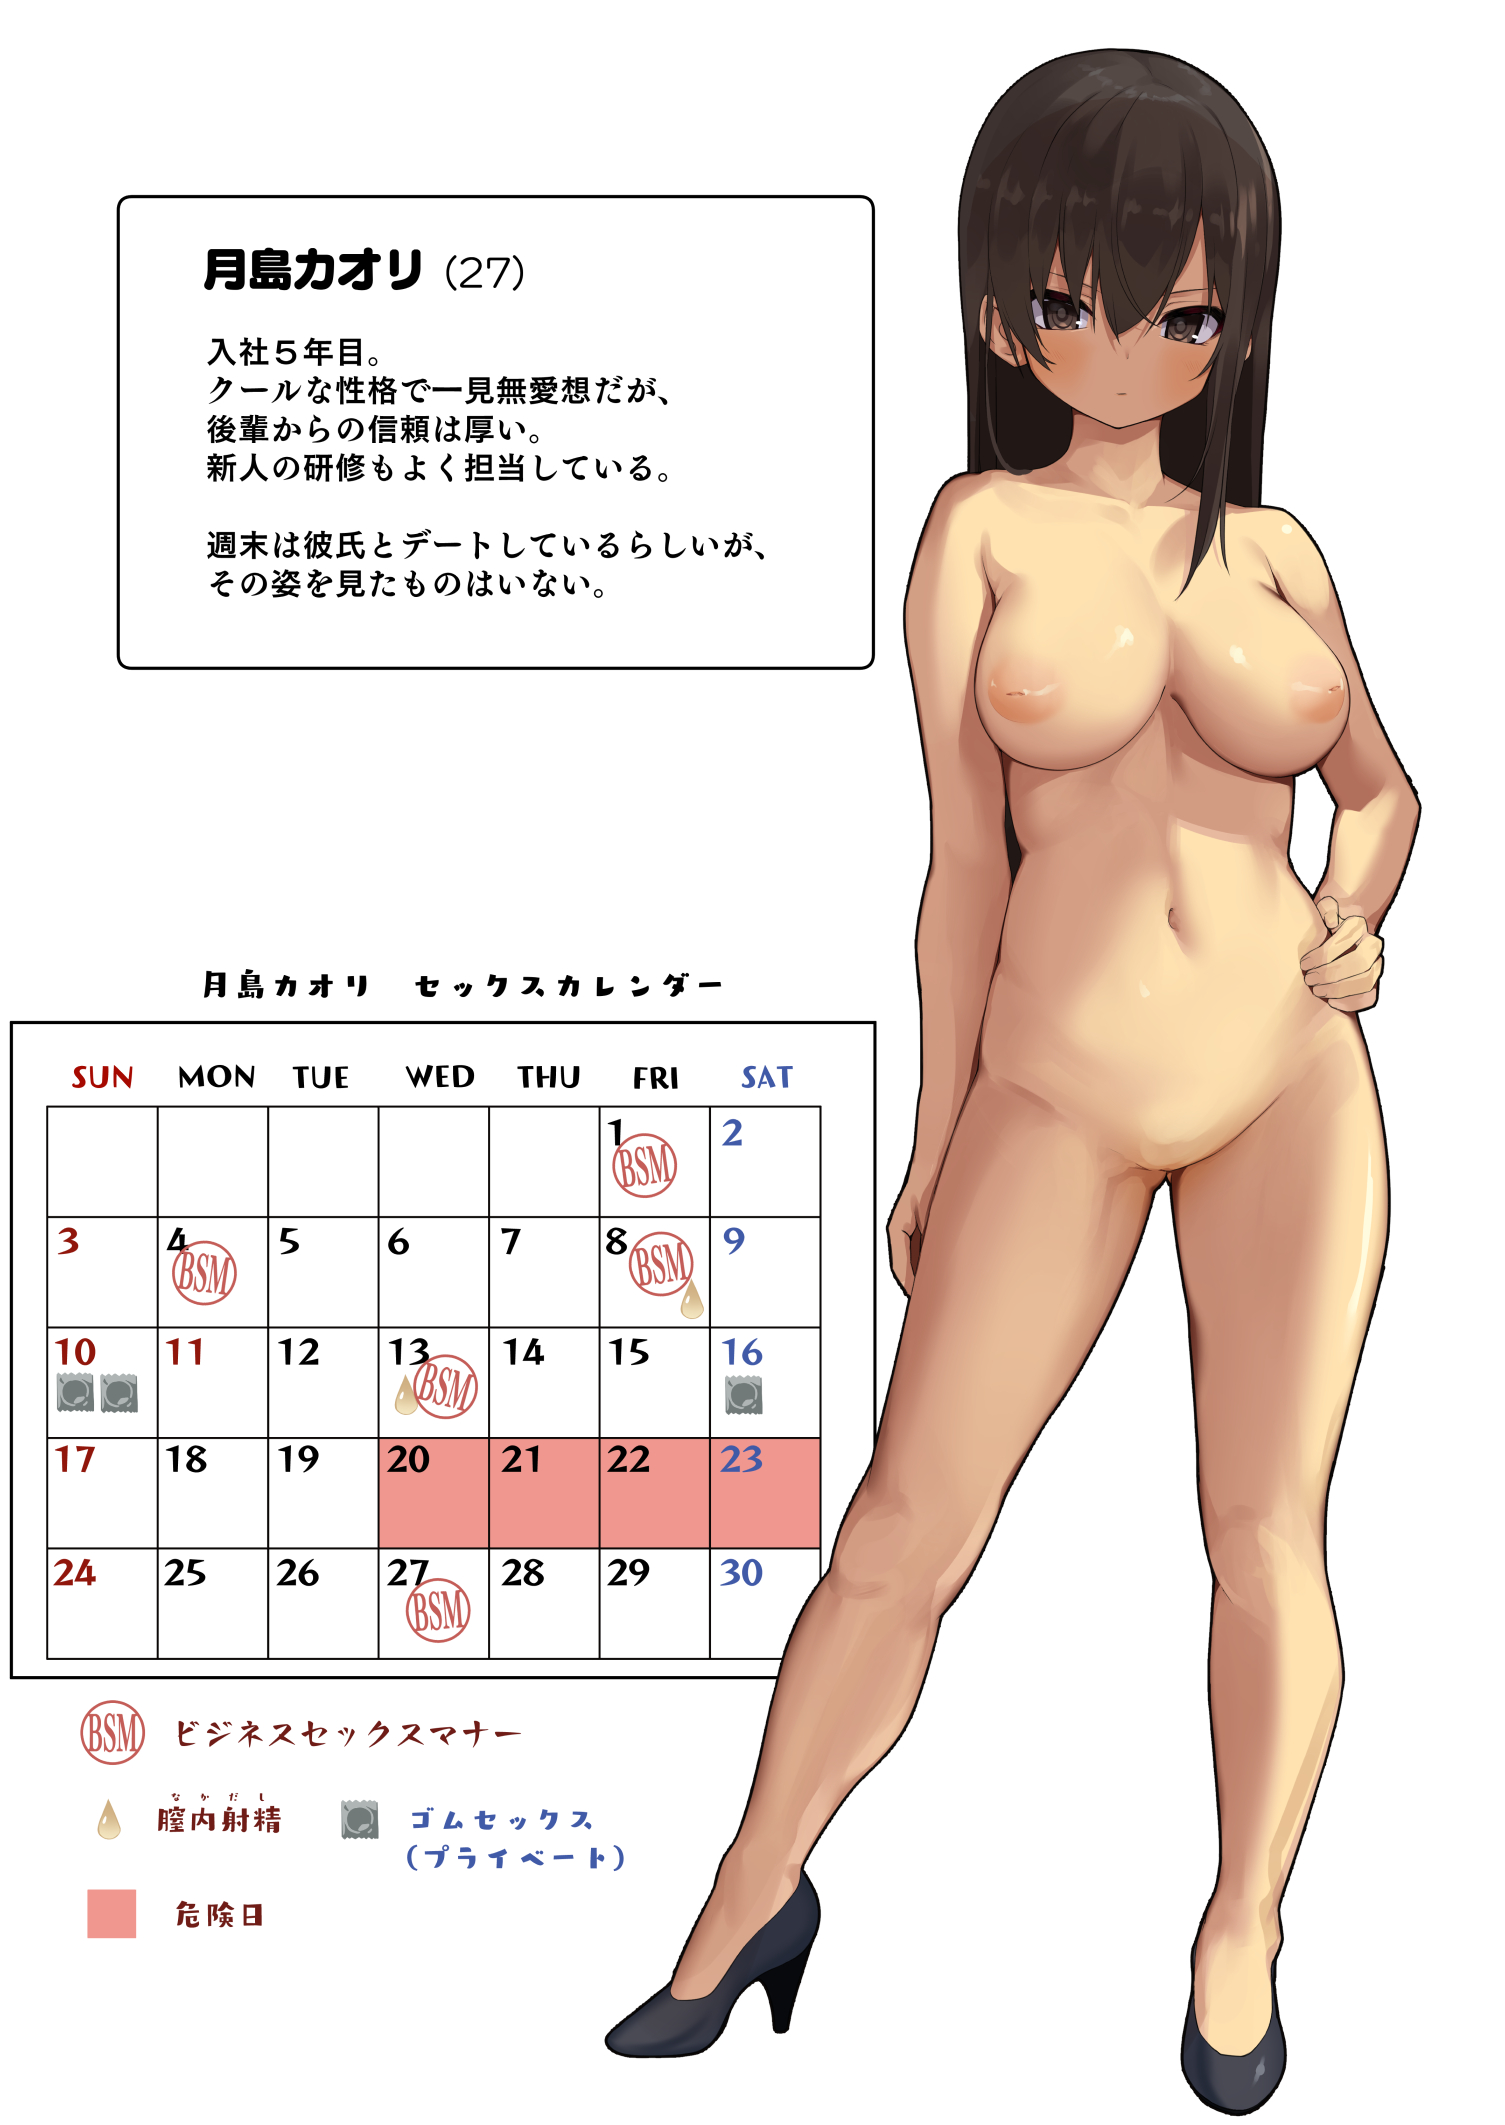 月島カオリ (27)
入社5年目。
クールな性格で一見無愛想だが、
後輩からの信頼は厚い。
新人の研修もよく担当している。
週末は彼氏とデートしているらしいが、
その姿を見たものはいない。
月島カオリ セックスカレンダー
SUN MON TUE WED THU FRI SAT
1 BSM 2
3 4 BSM 5 6 7 8 BSM 9
10 11 12 13 BSM 14 15 16
17 18 19 20 21 22 23
24 25 26 27 BSM 28 29 30
BSM ビジネスセックスマナー
なかだし
膣内射精 ゴムセックス
(プライベート)
危険日